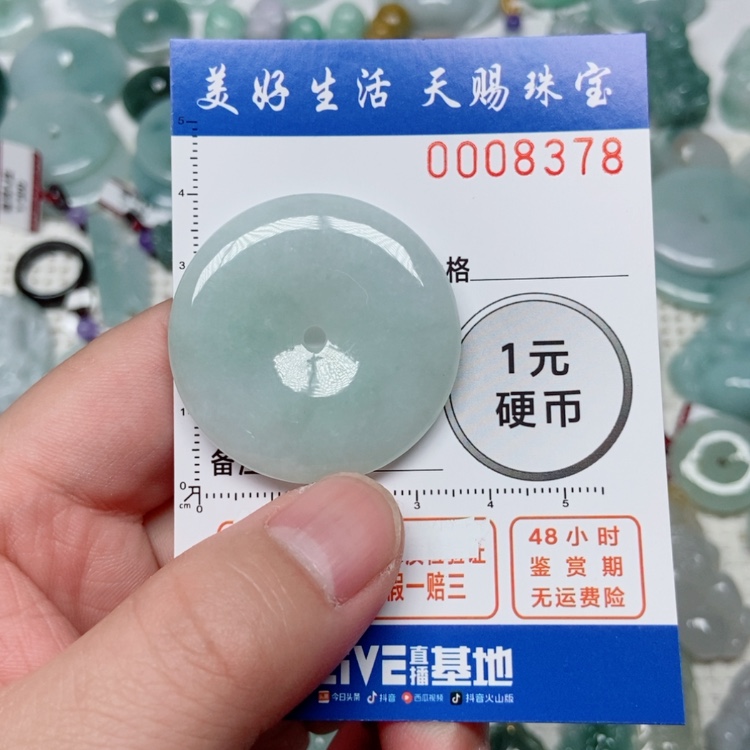 美好生活 天赐珠宝
0008378
格
1元
硬币
备注
5
4
3
1
0
cm
0
3
4
5
假一赔三
48小时
鉴赏期
无运费险
LIVE直播基地
今日头条 抖音 西瓜视频 抖音火山版